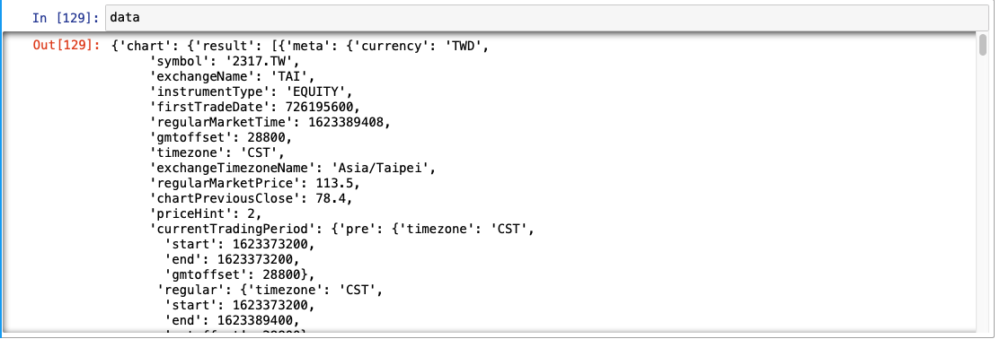 In [129]: data
Out[129]: {'chart': {'result': [{'meta': {'currency': 'TWD',
'symbol': '2317.TW',
'exchangeName': 'TAI',
'instrumentType': 'EQUITY',
'firstTradeDate': 726195600,
'regularMarketTime': 1623389408,
'gmtoffset': 28800,
'timezone': 'CST',
'exchangeTimezoneName': 'Asia/Taipei',
'regularMarketPrice': 113.5,
'chartPreviousClose': 78.4,
'priceHint': 2,
'currentTradingPeriod': {'pre': {'timezone': 'CST',
'start': 1623373200,
'end': 1623373200,
'gmtoffset': 28800},
'regular': {'timezone': 'CST',
'start': 1623373200,
'end': 1623389400,